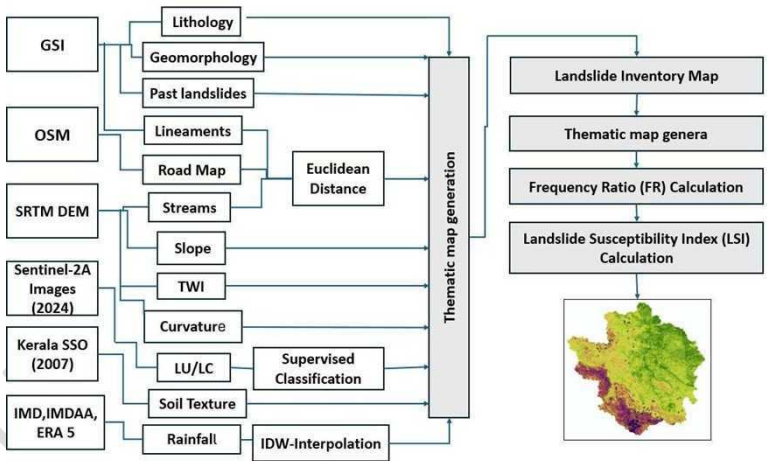 GSI
OSM
SRTM DEM
Sentinel-2A
Images
(2024)
Kerala SSO
(2007)
IMD,IMDAA,
ERA 5
Lithology
Geomorphology
Past landslides
Lineaments
Road Map
Streams
Slope
TWI
Curvature
LU/LC
Soil Texture
Rainfall
Euclidean
Distance
Supervised
Classification
IDW-Interpolation
Thematic map generation
Landslide Inventory Map
Thematic map genera
Frequency Ratio (FR) Calculation
Landslide Susceptibility Index (LSI)
Calculation